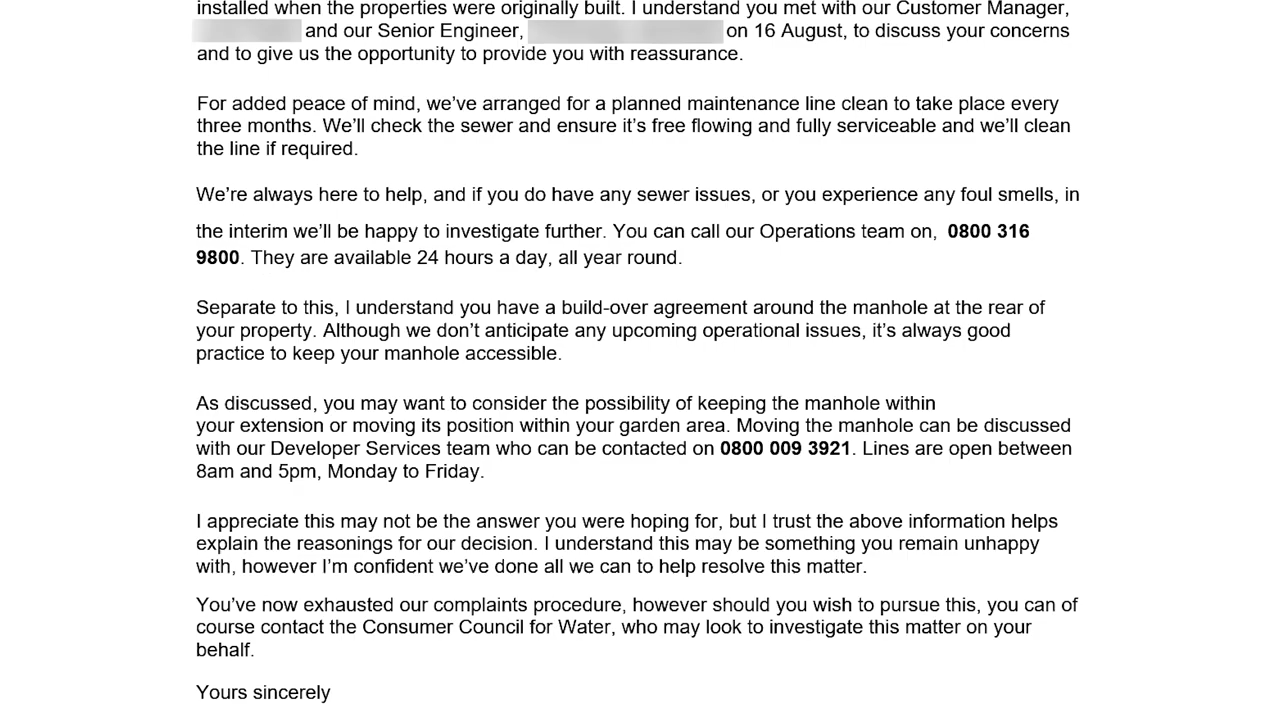 installed when the properties were originally built. I understand you met with our Customer Manager,
and our Senior Engineer, on 16 August, to discuss your concerns
and to give us the opportunity to provide you with reassurance.
For added peace of mind, we’ve arranged for a planned maintenance line clean to take place every
three months. We’ll check the sewer and ensure it’s free flowing and fully serviceable and we’ll clean
the line if required.
We’re always here to help, and if you do have any sewer issues, or you experience any foul smells, in
the interim we’ll be happy to investigate further. You can call our Operations team on, 0800 316
9800. They are available 24 hours a day, all year round.
Separate to this, I understand you have a build-over agreement around the manhole at the rear of
your property. Although we don’t anticipate any upcoming operational issues, it’s always good
practice to keep your manhole accessible.
As discussed, you may want to consider the possibility of keeping the manhole within
your extension or moving its position within your garden area. Moving the manhole can be discussed
with our Developer Services team who can be contacted on 0800 009 3921. Lines are open between
8am and 5pm, Monday to Friday.
I appreciate this may not be the answer you were hoping for, but I trust the above information helps
explain the reasonings for our decision. I understand this may be something you remain unhappy
with, however I’m confident we’ve done all we can to help resolve this matter.
You’ve now exhausted our complaints procedure, however should you wish to pursue this, you can of
course contact the Consumer Council for Water, who may look to investigate this matter on your
behalf.
Yours sincerely